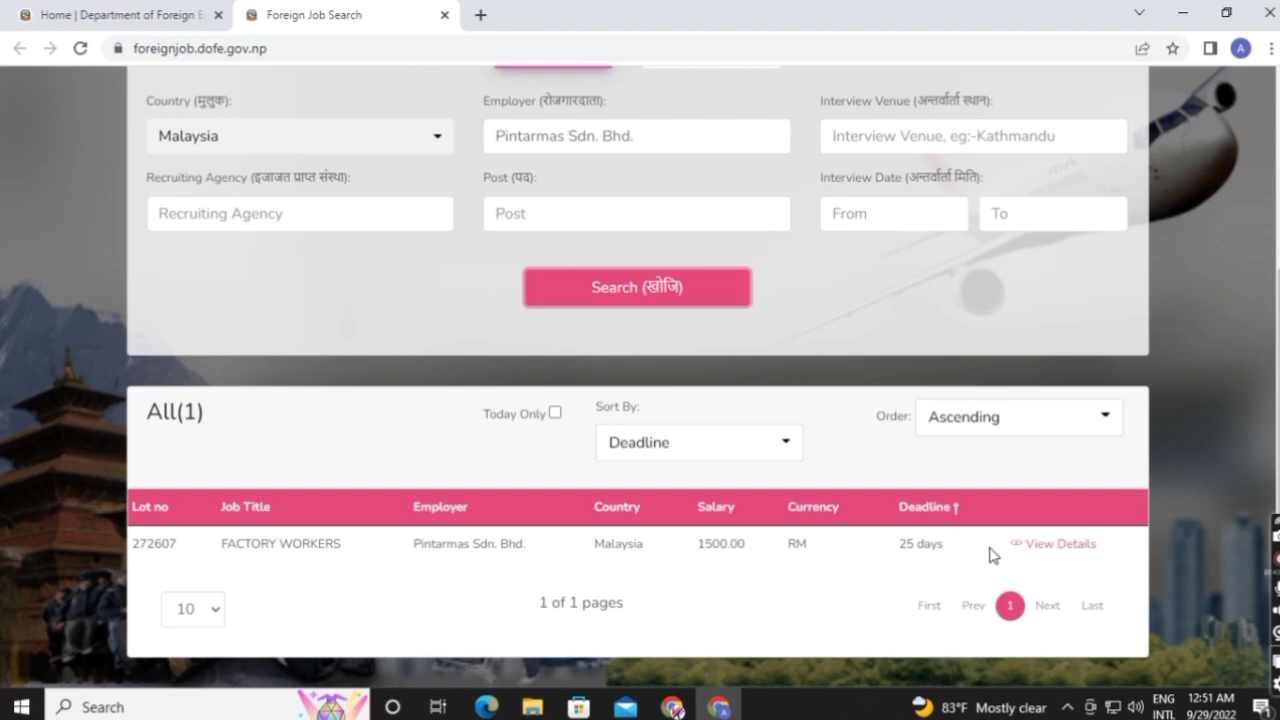 Home | Department of Foreign E
Foreign Job Search
foreignjob.dofe.gov.np
A
Country (मुलुक):
Employer (रोजगारदाता):
Interview Venue (अन्तर्वार्ता स्थान):
Malaysia
Pintarmas Sdn. Bhd.
Interview Venue, eg:-Kathmandu
Recruiting Agency (इजाजत प्राप्त संस्था):
Post (पद):
Interview Date (अन्तर्वार्ता मिति):
Recruiting Agency
Post
From
To
Search (खोजि)
All(1)
Today Only
Sort By:
Deadline
Order:
Ascending
Lot no Job Title Employer Country Salary Currency Deadline ↑
272607 FACTORY WORKERS Pintarmas Sdn. Bhd. Malaysia 1500.00 RM 25 days View Details
10
1 of 1 pages
First Prev 1 Next Last
Search
83°F Mostly clear
ENG
INTL
12:51 AM
9/29/2022